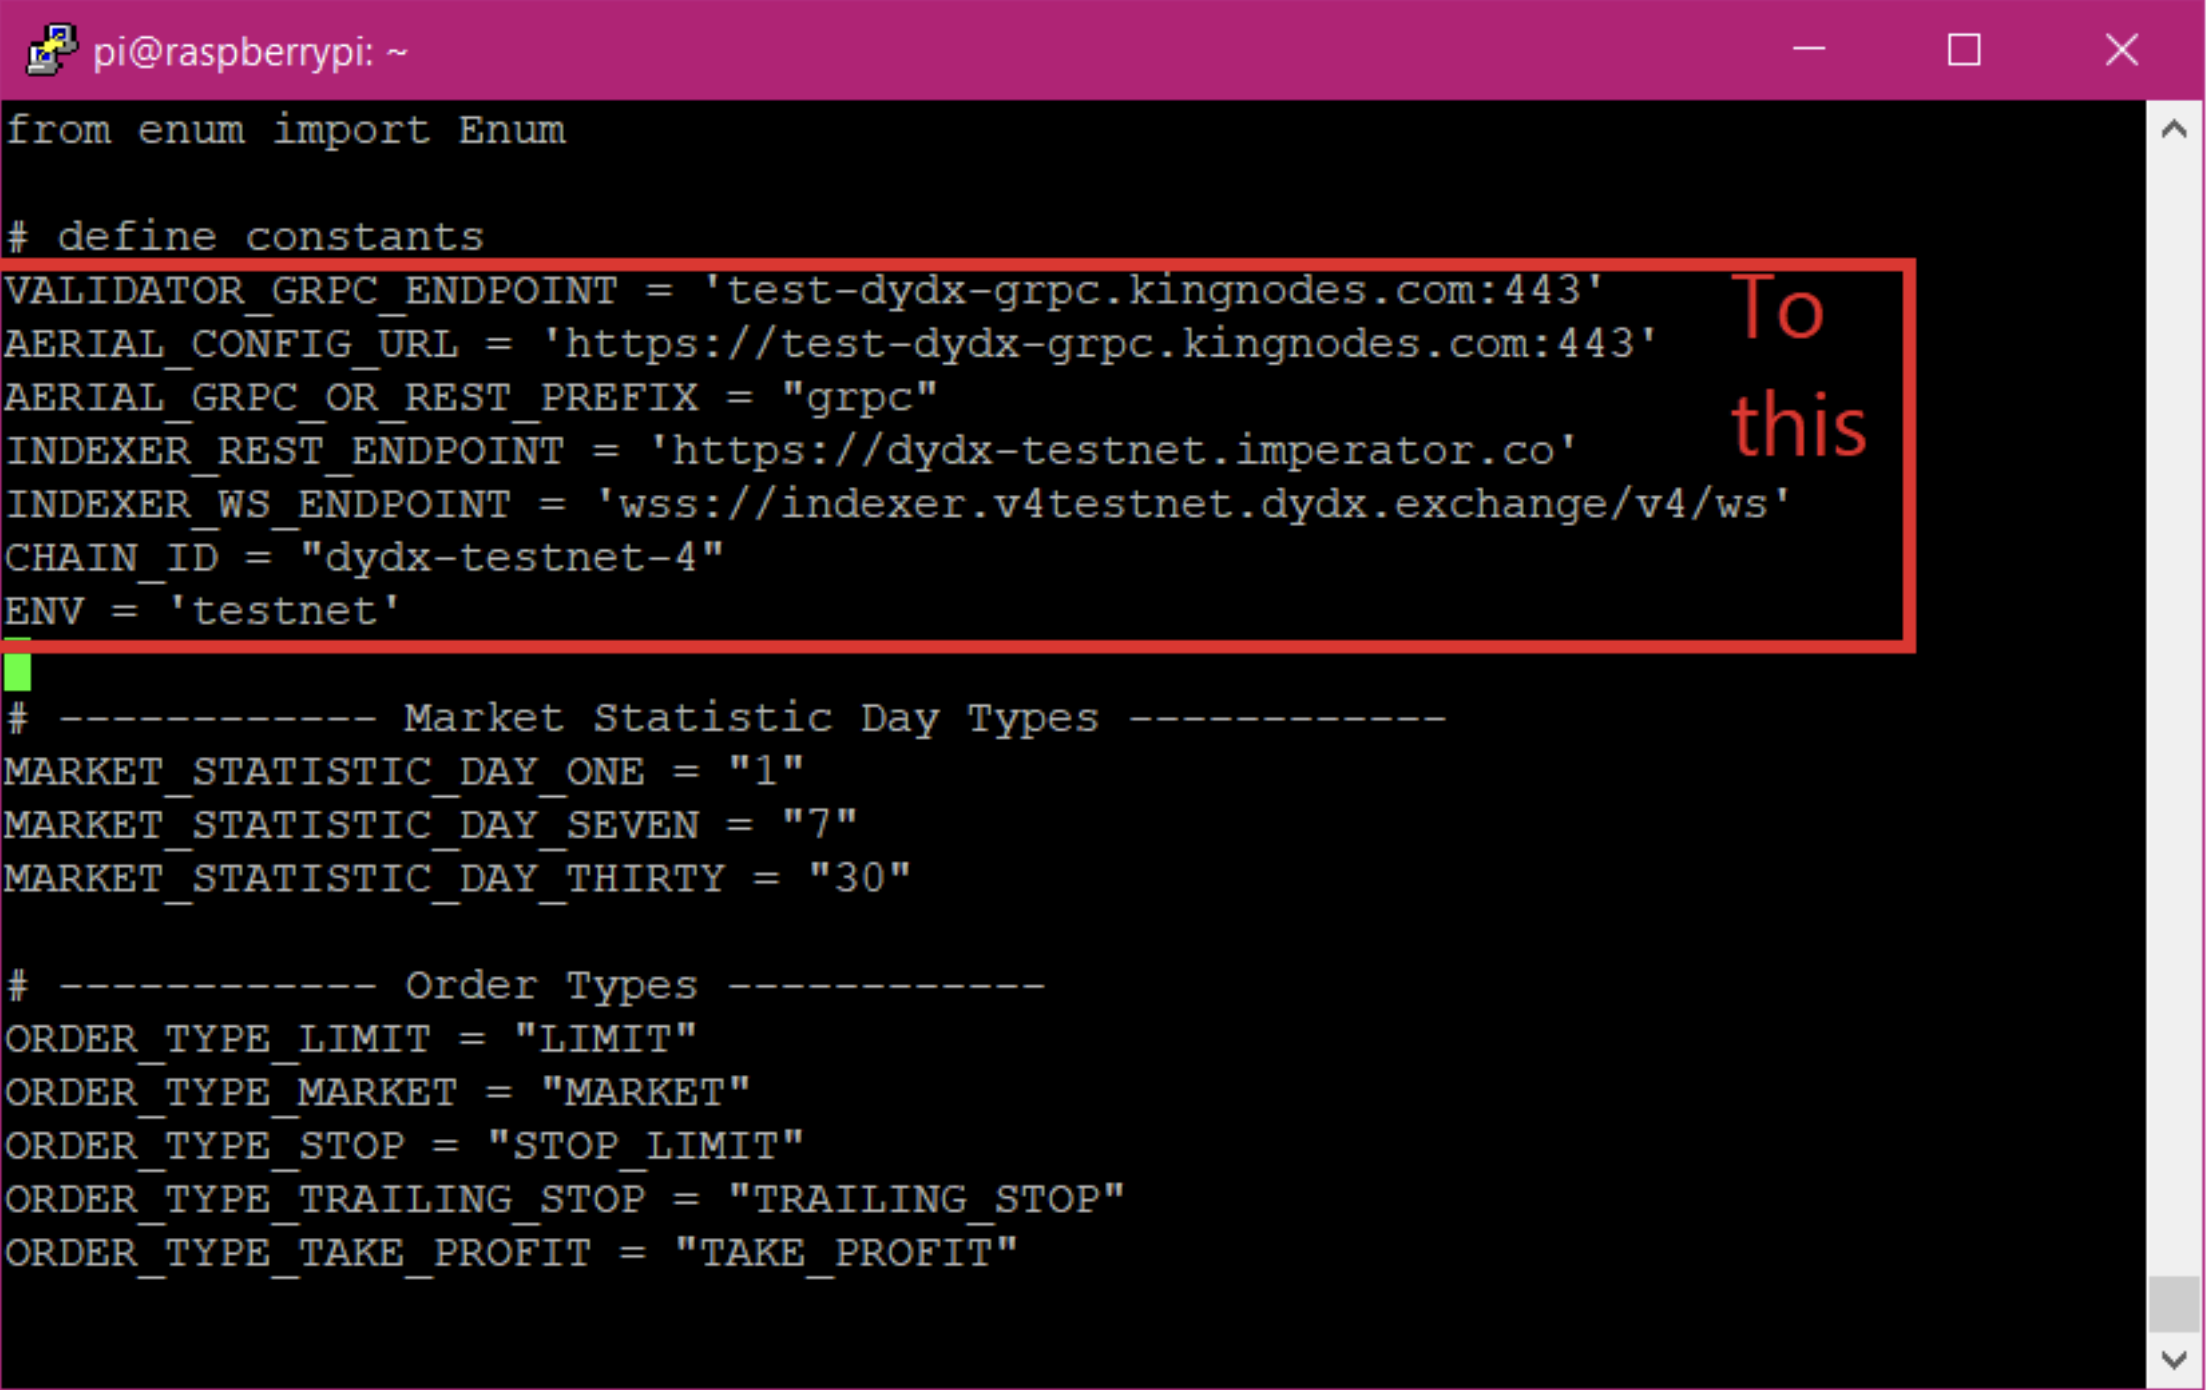 pi@raspberrypi: ~
from enum import Enum
# define constants
VALIDATOR_GRPC_ENDPOINT = 'test-dydx-grpc.kingnodes.com:443'
AERIAL_CONFIG_URL = 'https://test-dydx-grpc.kingnodes.com:443'
AERIAL_GRPC_OR_REST_PREFIX = "grpc"
INDEXER_REST_ENDPOINT = 'https://dydx-testnet.imperator.co'
INDEXER_WS_ENDPOINT = 'wss://indexer.v4testnet.dydx.exchange/v4/ws'
CHAIN_ID = "dydx-testnet-4"
ENV = 'testnet'
To
this
# ------------ Market Statistic Day Types ------------
MARKET_STATISTIC_DAY_ONE = "1"
MARKET_STATISTIC_DAY_SEVEN = "7"
MARKET_STATISTIC_DAY_THIRTY = "30"
# ------------ Order Types ------------
ORDER_TYPE_LIMIT = "LIMIT"
ORDER_TYPE_MARKET = "MARKET"
ORDER_TYPE_STOP = "STOP_LIMIT"
ORDER_TYPE_TRAILING_STOP = "TRAILING_STOP"
ORDER_TYPE_TAKE_PROFIT = "TAKE_PROFIT"